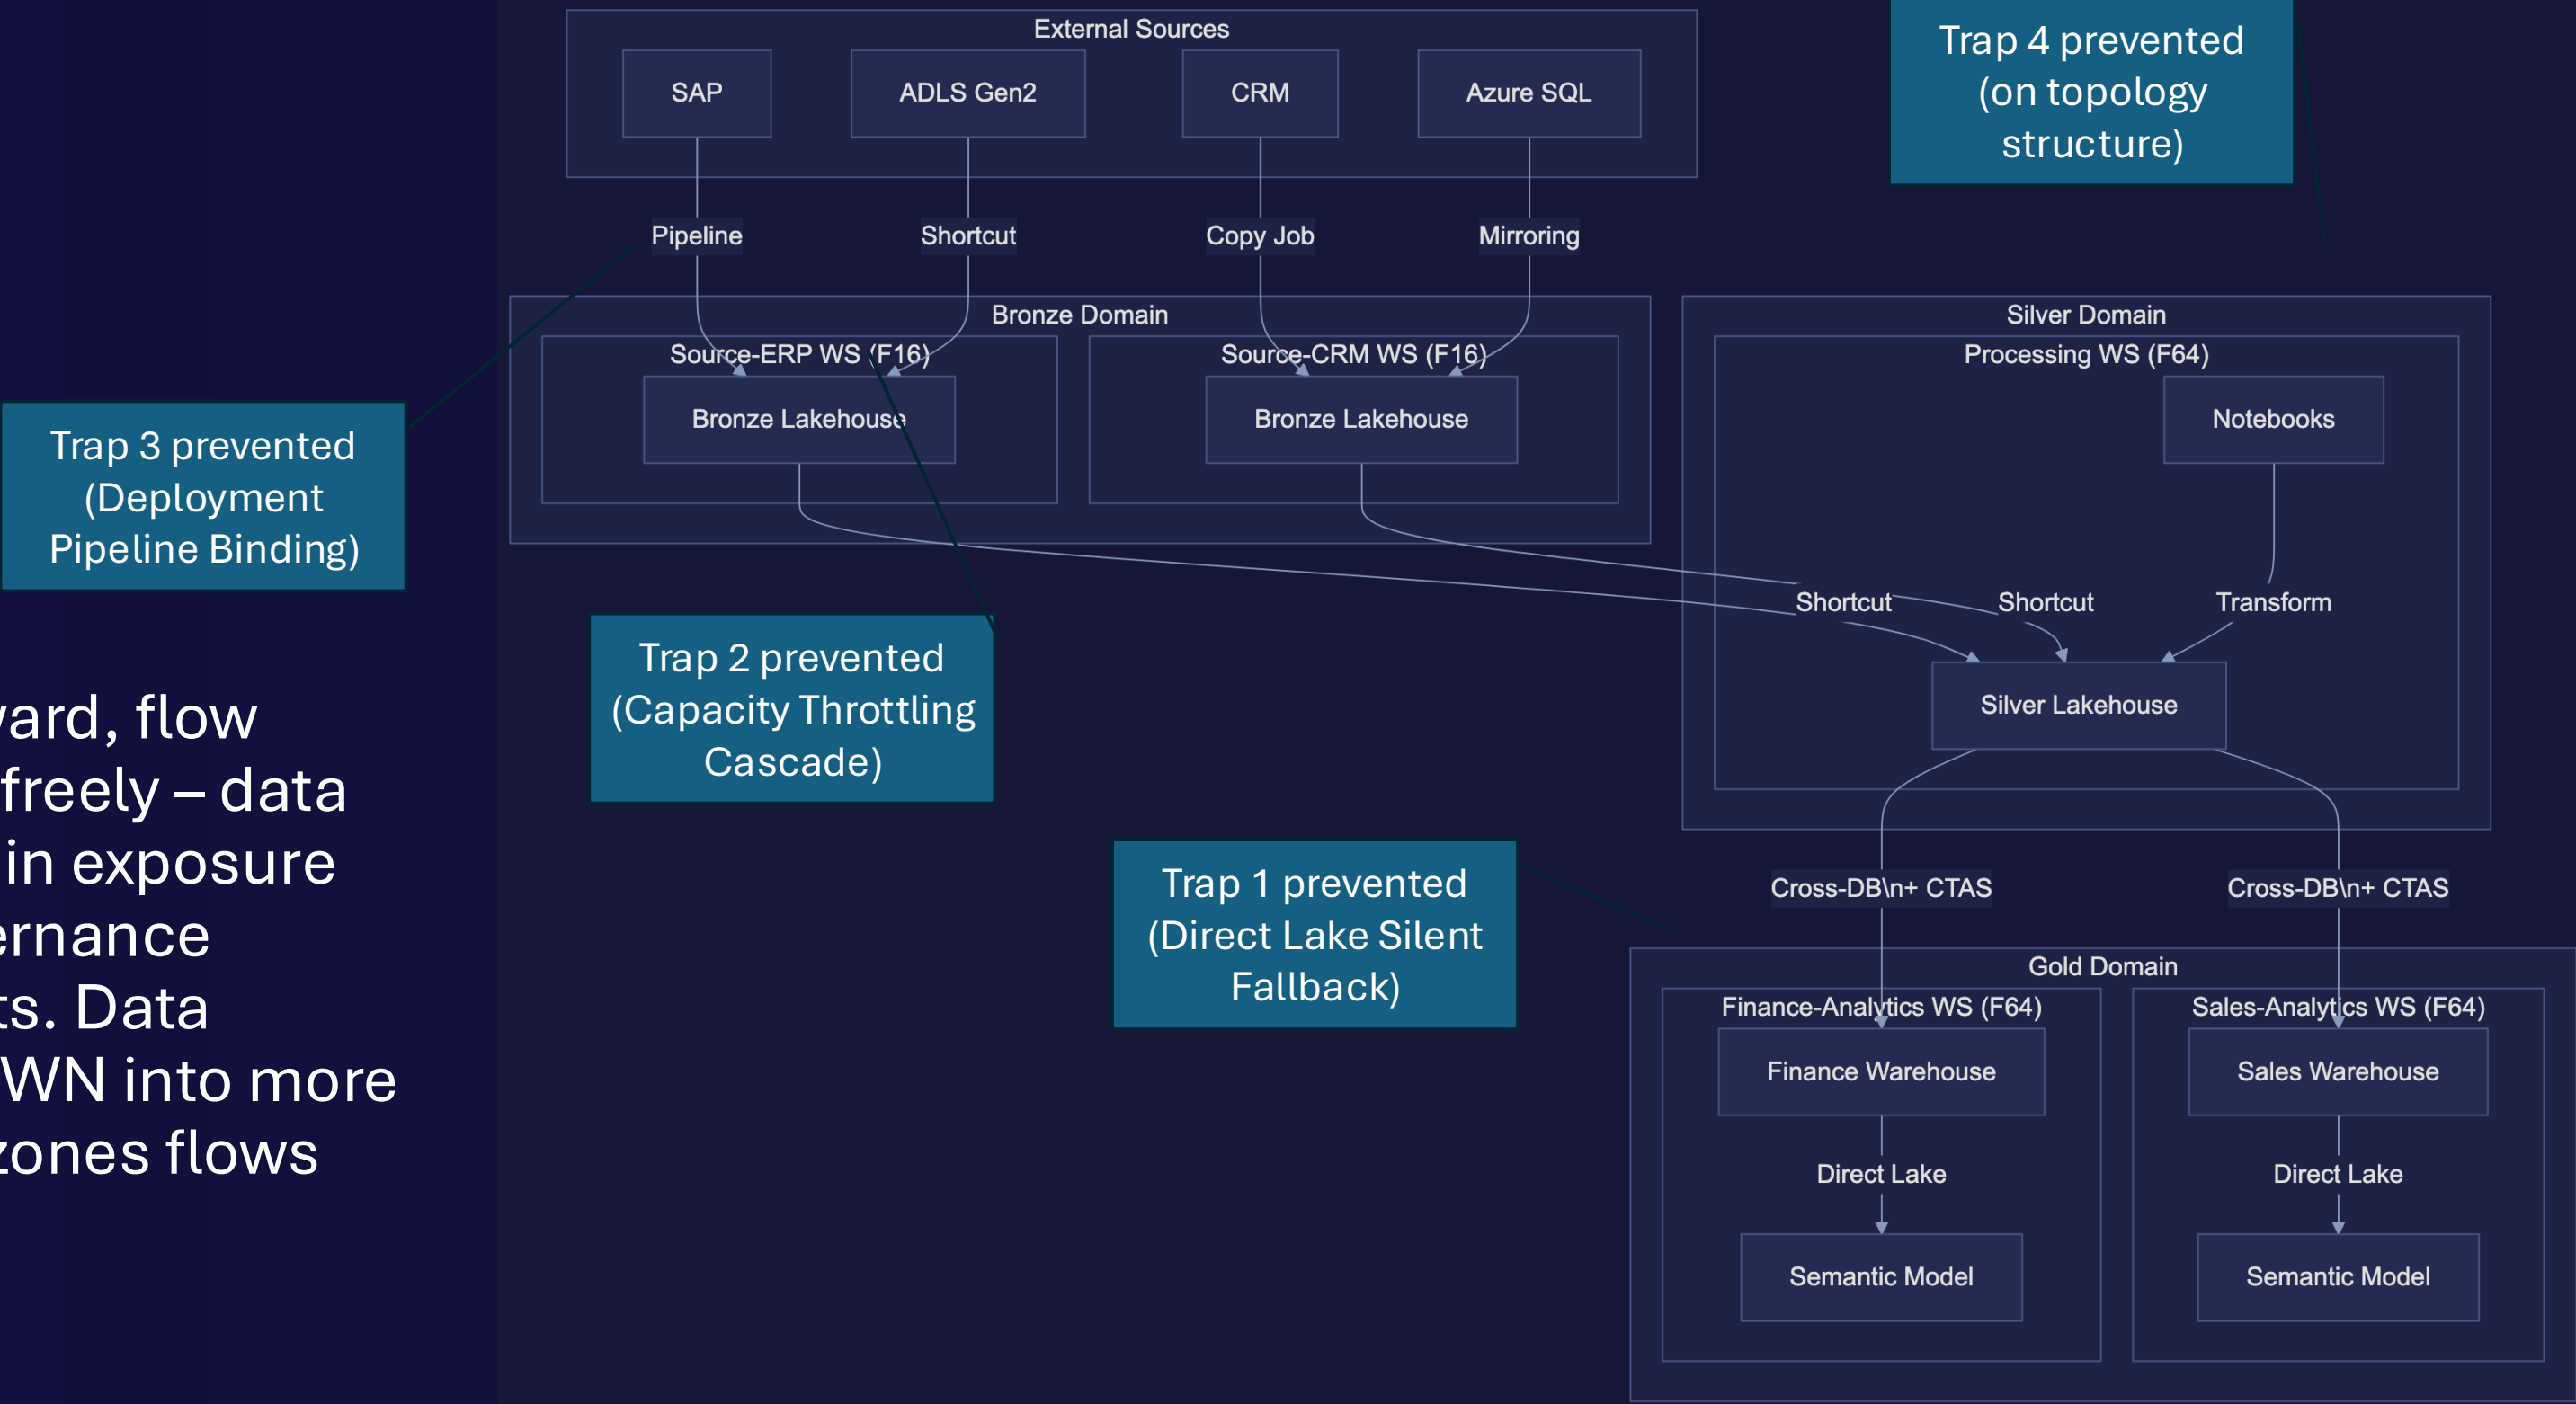 External Sources
SAP
ADLS Gen2
CRM
Azure SQL
Trap 4 prevented
(on topology
structure)
Pipeline
Shortcut
Copy Job
Mirroring
Bronze Domain
Source-ERP WS (F16)
Bronze Lakehouse
Source-CRM WS (F16)
Bronze Lakehouse
Silver Domain
Processing WS (F64)
Notebooks
Trap 3 prevented
(Deployment
Pipeline Binding)
Shortcut
Shortcut
Transform
Silver Lakehouse
Trap 2 prevented
(Capacity Throttling
Cascade)
ard, flow
freely – data
in exposure
ernance
ts. Data
WN into more
zones flows
Trap 1 prevented
(Direct Lake Silent
Fallback)
Cross-DB\n+ CTAS
Cross-DB\n+ CTAS
Gold Domain
Finance-Analytics WS (F64)
Finance Warehouse
Direct Lake
Semantic Model
Sales-Analytics WS (F64)
Sales Warehouse
Direct Lake
Semantic Model